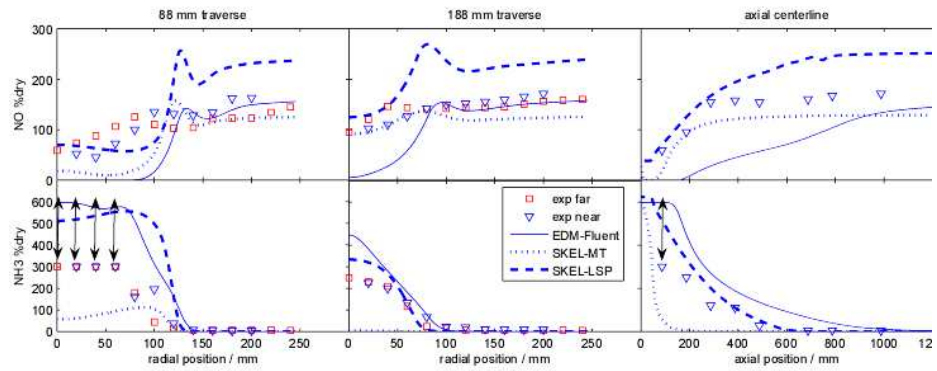 88 mm traverse
188 mm traverse
axial centerline
NO %dry
300
200
100
0
NH3 %dry
600
500
400
300
200
100
0
exp far
exp near
EDM-Fluent
SKEL-MT
SKEL-LSP
0 50 100 150 200 250
0 50 100 150 200 250
0 200 400 600 800 1000
radial position / mm
radial position / mm
axial position / mm